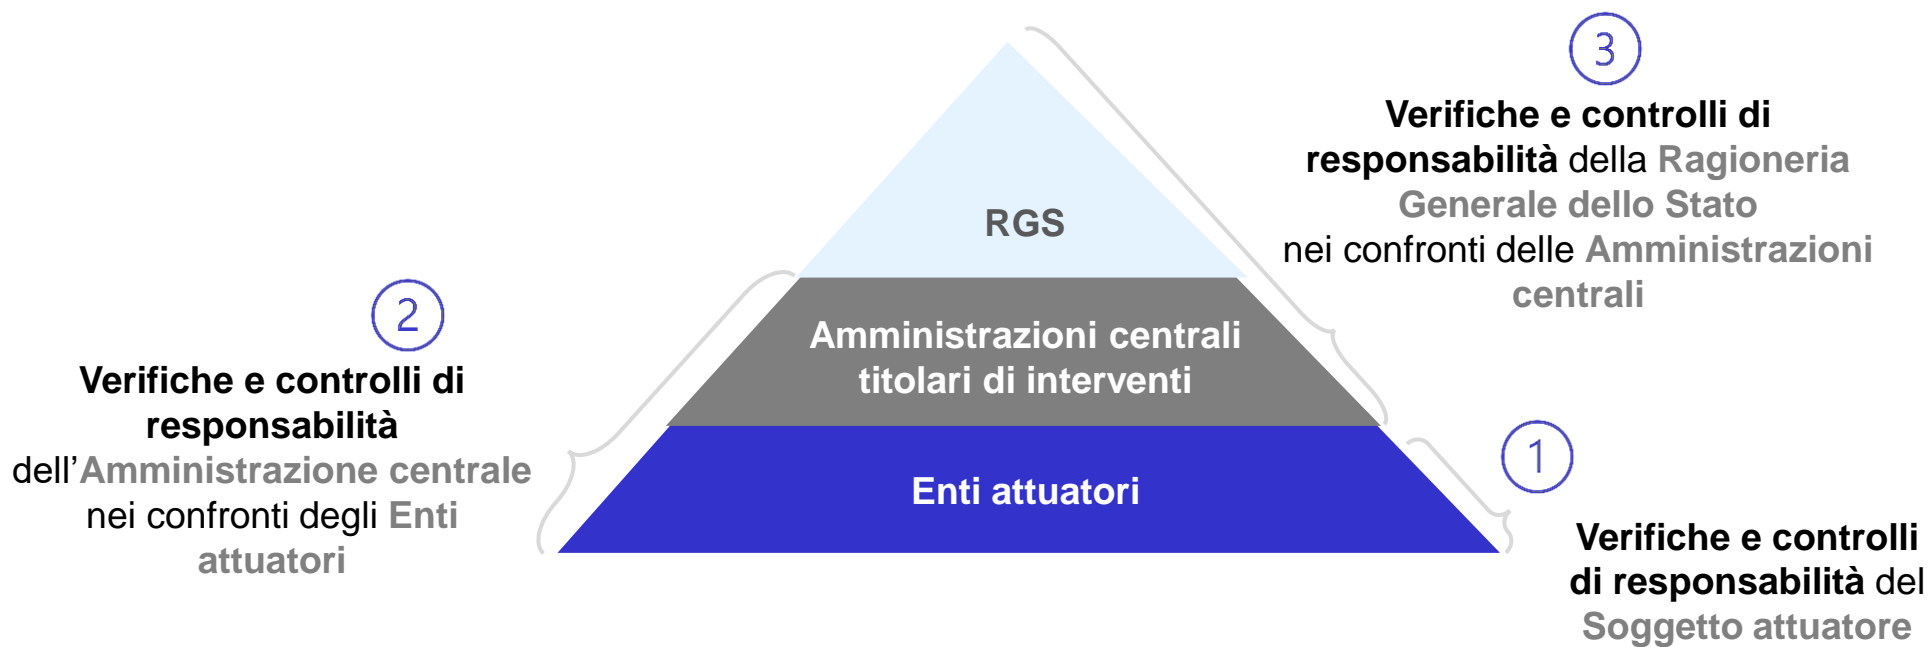 3
Verifiche e controlli di
responsabilità della Ragioneria
Generale dello Stato
nei confronti delle Amministrazioni
centrali
RGS
2
Verifiche e controlli di
responsabilità
dell’Amministrazione centrale
nei confronti degli Enti
attuatori
Amministrazioni centrali
titolari di interventi
Enti attuatori
1
Verifiche e controlli
di responsabilità del
Soggetto attuatore